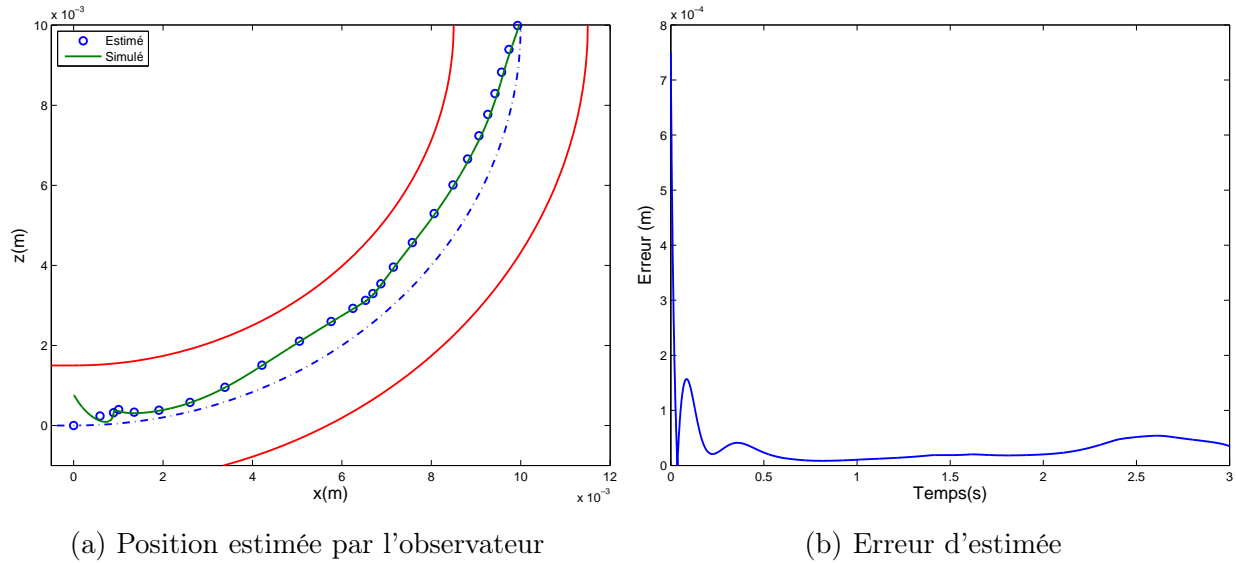 x 10⁻³
10
8
6
4
2
0
z(m)
Estimé
Simulé
0 2 4 6 8 10 12
x 10⁻³
x(m)
(a) Position estimée par l'observateur
x 10⁻⁴
8
7
6
5
4
3
2
1
0
Erreur (m)
0 0.5 1 1.5 2 2.5 3
Temps(s)
(b) Erreur d'estimée